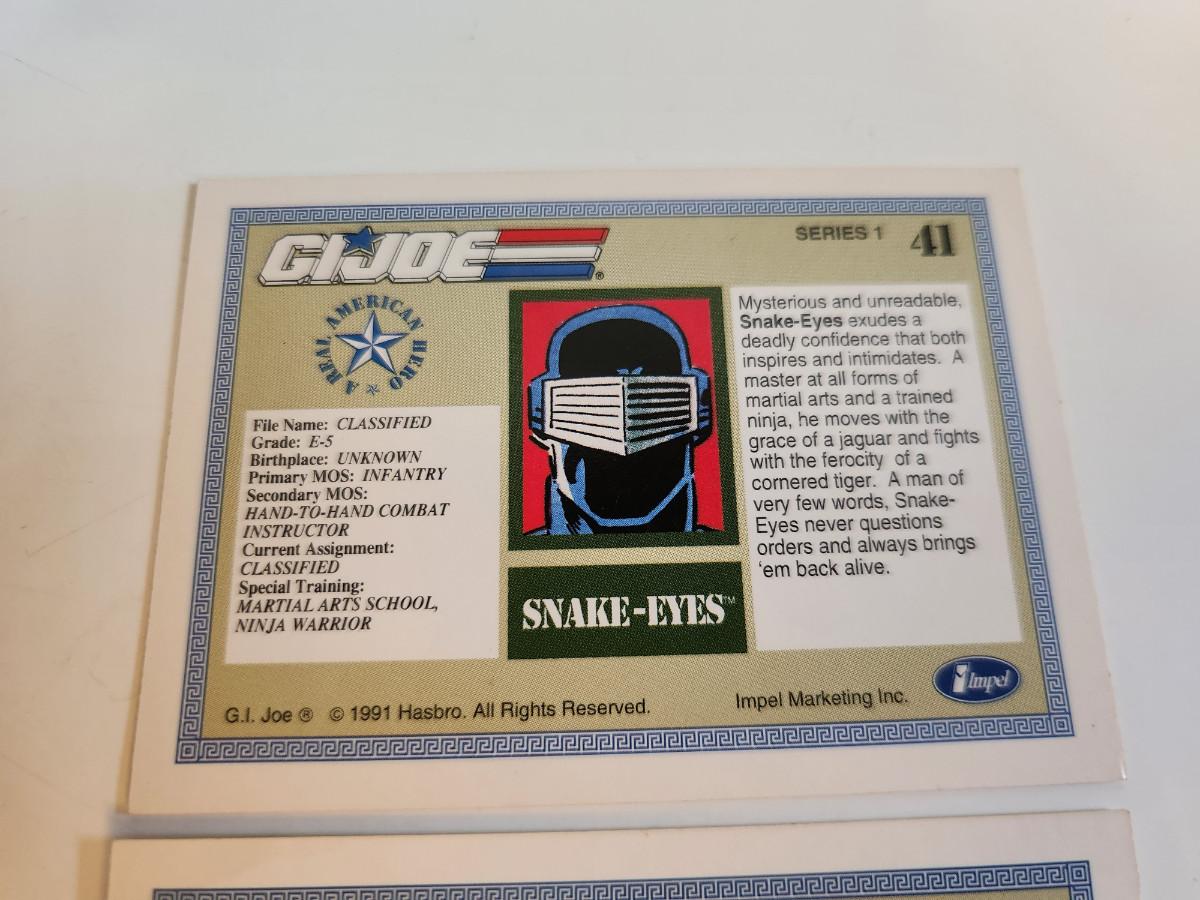 G.I. JOE ®
SERIES 1 41
A REAL AMERICAN HERO
File Name: CLASSIFIED
Grade: E-5
Birthplace: UNKNOWN
Primary MOS: INFANTRY
Secondary MOS:
HAND-TO-HAND COMBAT
INSTRUCTOR
Current Assignment:
CLASSIFIED
Special Training:
MARTIAL ARTS SCHOOL,
NINJA WARRIOR
SNAKE-EYES™
Mysterious and unreadable,
Snake-Eyes exudes a
deadly confidence that both
inspires and intimidates. A
master at all forms of
martial arts and a trained
ninja, he moves with the
grace of a jaguar and fights
with the ferocity of a
cornered tiger. A man of
very few words, Snake-
Eyes never questions
orders and always brings
'em back alive.
G.I. Joe ® © 1991 Hasbro. All Rights Reserved.
Impel Marketing Inc.
Impel